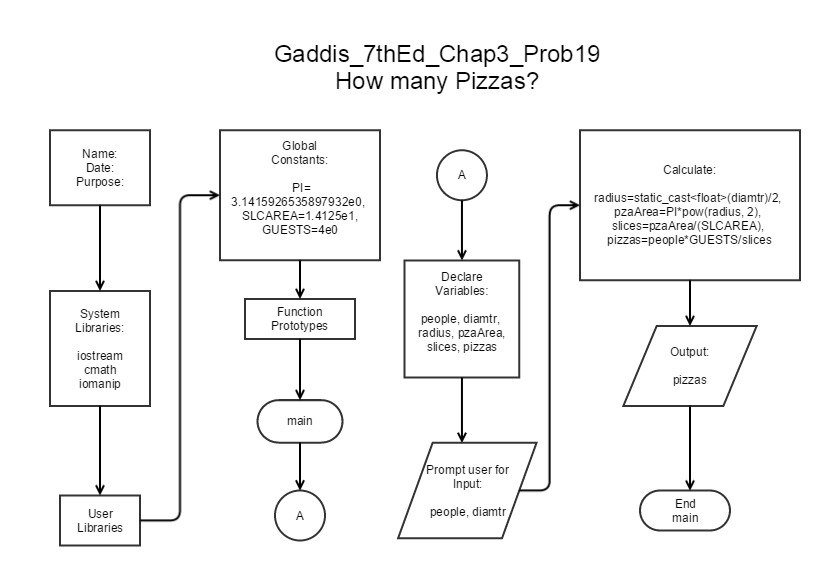 Gaddis_7thEd_Chap3_Prob19
How many Pizzas?
Name:
Date:
Purpose:
System
Libraries:
iostream
cmath
iomanip
User
Libraries
Global
Constants:
PI=
3.1415926535897932e0,
SLCAREA=1.4125e1,
GUESTS=4e0
Function
Prototypes
main
A
A
Declare
Variables:
people, diamtr,
radius, pzaArea,
slices, pizzas
Prompt user for
Input:
people, diamtr
Calculate:
radius=static_cast<float>(diamtr)/2,
pzaArea=PI*pow(radius, 2),
slices=pzaArea/(SLCAREA),
pizzas=people*GUESTS/slices
Output:
pizzas
End
main